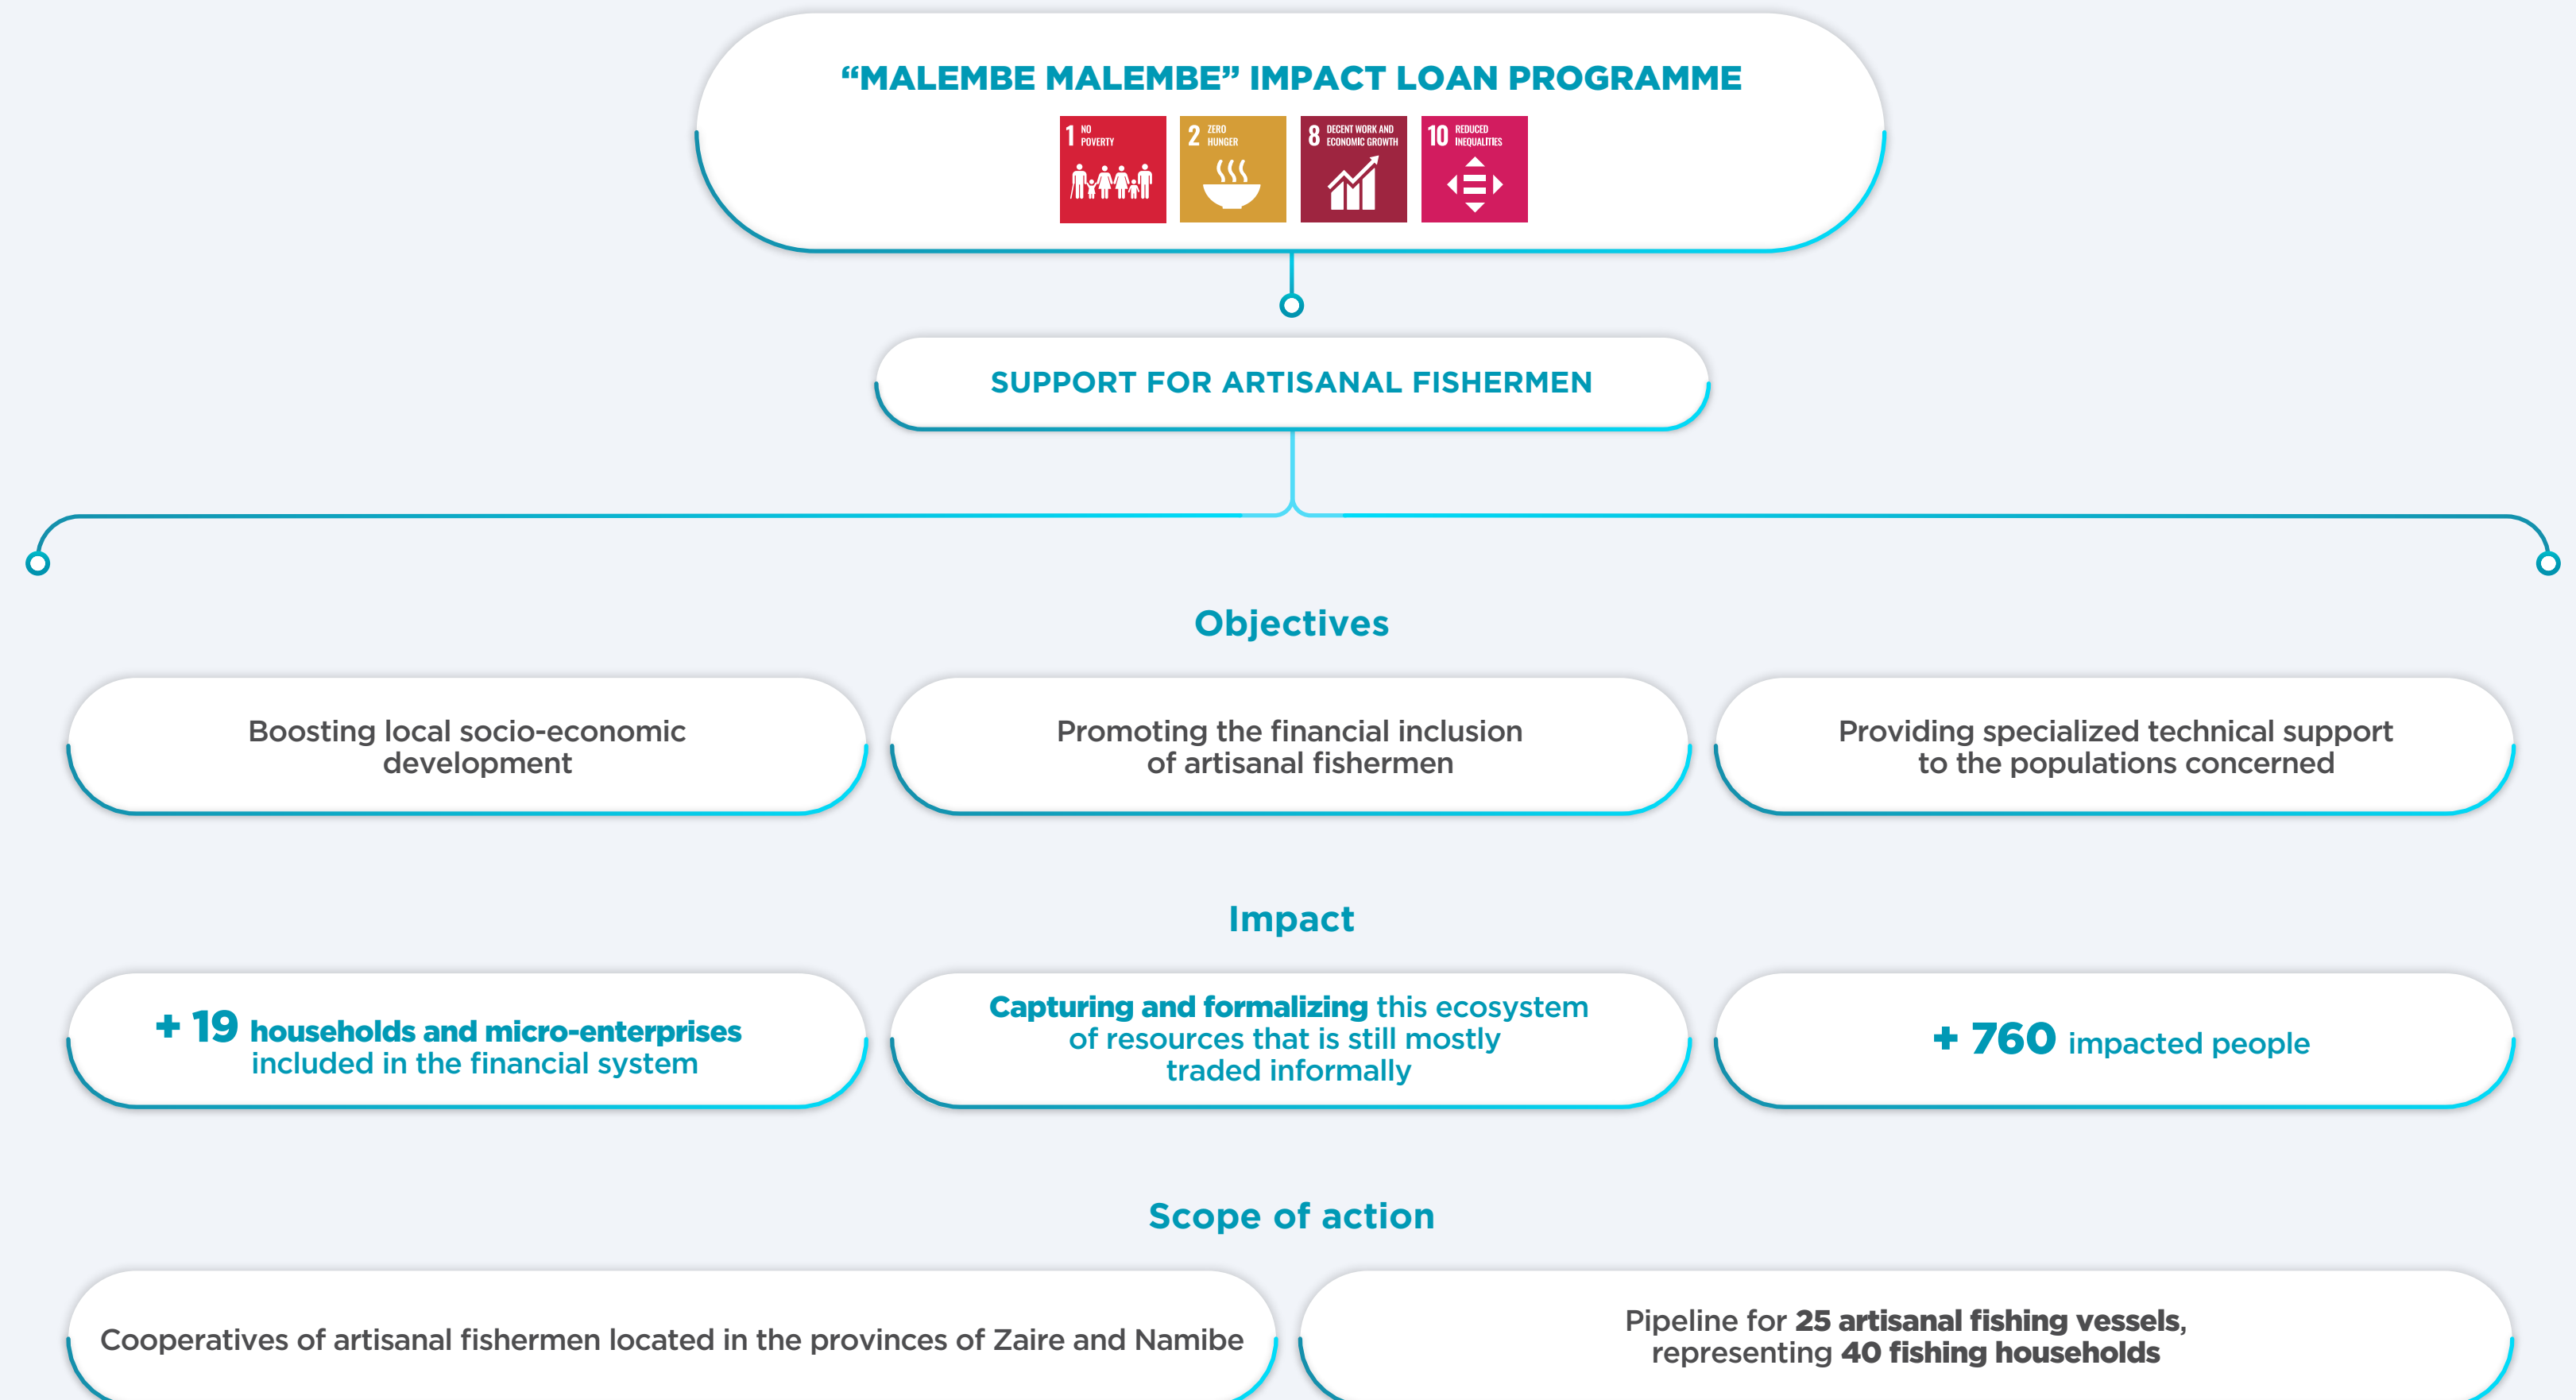 “MALEMBE MALEMBE” IMPACT LOAN PROGRAMME
1 NO POVERTY
2 ZERO HUNGER
8 DECENT WORK AND ECONOMIC GROWTH
10 REDUCED INEQUALITIES
SUPPORT FOR ARTISANAL FISHERMEN
Objectives
Boosting local socio-economic
development
Promoting the financial inclusion
of artisanal fishermen
Providing specialized technical support
to the populations concerned
Impact
+ 19 households and micro-enterprises
included in the financial system
Capturing and formalizing this ecosystem
of resources that is still mostly
traded informally
+ 760 impacted people
Scope of action
Cooperatives of artisanal fishermen located in the provinces of Zaire and Namibe
Pipeline for 25 artisanal fishing vessels,
representing 40 fishing households